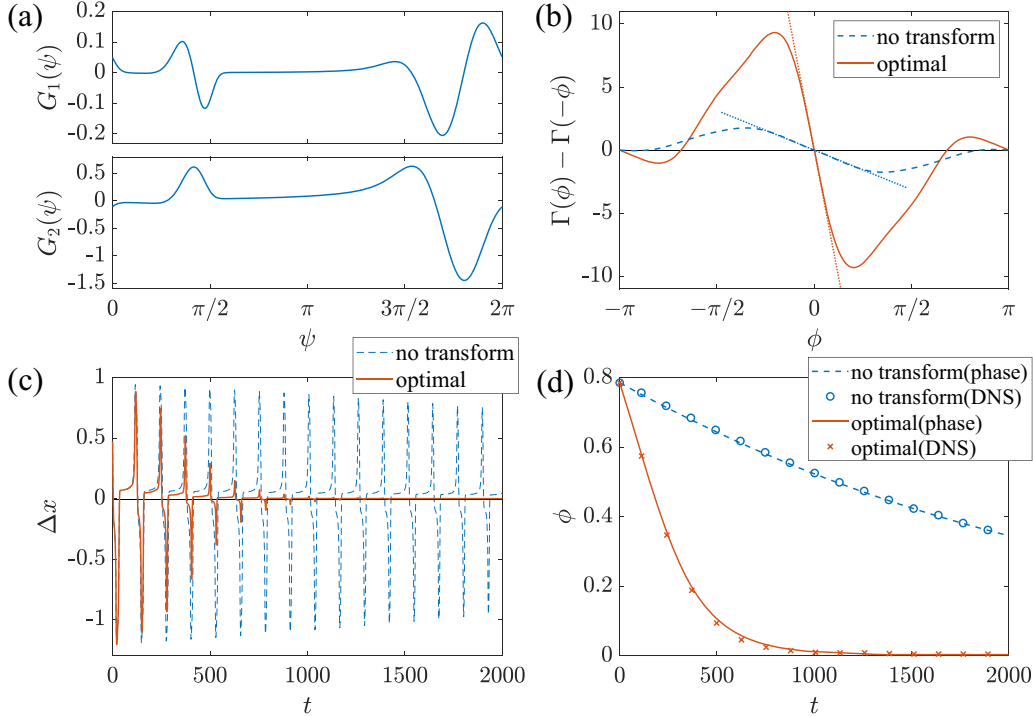 (a)
0.2
0.1
0
-0.1
-0.2
G₁(ψ)
0.5
0
-0.5
-1
-1.5
G₂(ψ)
0
π/2
π
3π/2
2π
ψ
(b)
10
5
0
-5
-10
Γ(ϕ) − Γ(−ϕ)
no transform
optimal
−π
−π/2
0
π/2
π
ϕ
(c)
no transform
optimal
1
0.5
0
-0.5
-1
Δx
0
500
1000
1500
2000
t
(d)
no transform(phase)
no transform(DNS)
optimal(phase)
optimal(DNS)
0.8
0.6
0.4
0.2
0
ϕ
0
500
1000
1500
2000
t